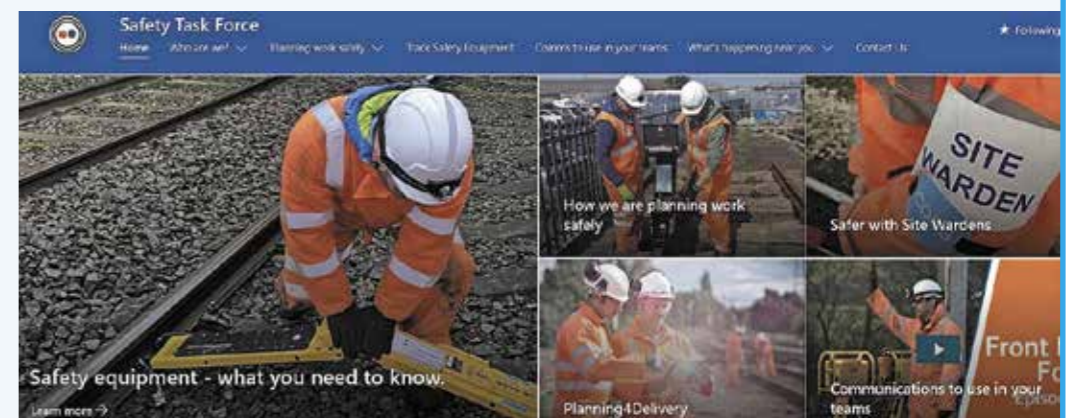 Safety Task Force
Home Who are we? Planning work safely Track Safety Equipment Comms to use in your teams What's happening near you Contact Us
Following
SITE
WARDEN
How we are planning work
safely
Safer with Site Wardens
Safety equipment - what you need to know.
Learn more →
Planning4Delivery
Front
Communications to use in your
teams
Episo